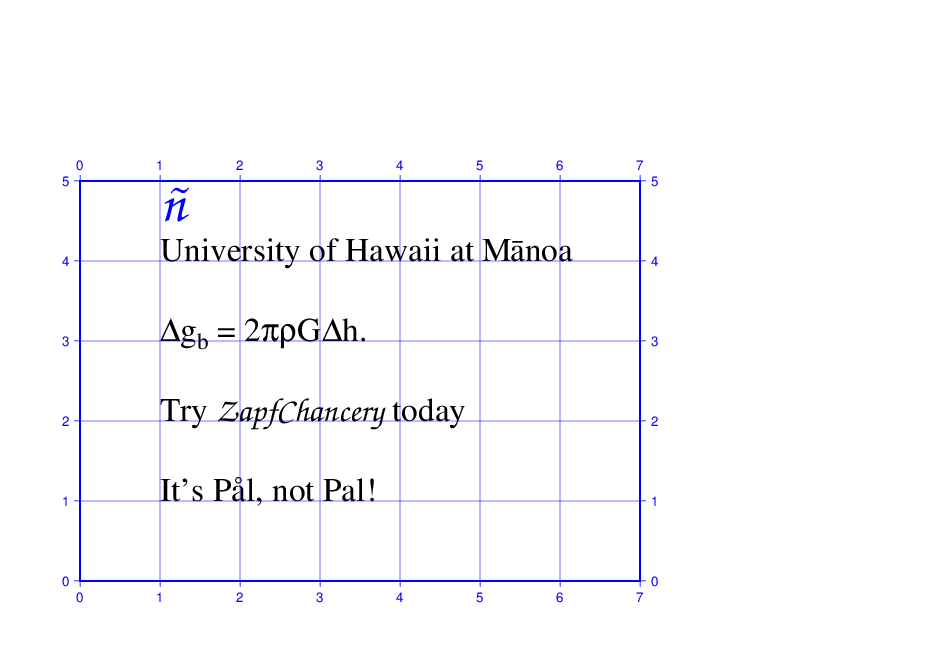 0 1 2 3 4 5 6 7
5 5
ñ
University of Hawaii at Mānoa
4 4
Δg_b = 2πρGΔh.
3 3
Try ZapfChancery today
2 2
It's Pål, not Pal!
1 1
0 0
0 1 2 3 4 5 6 7